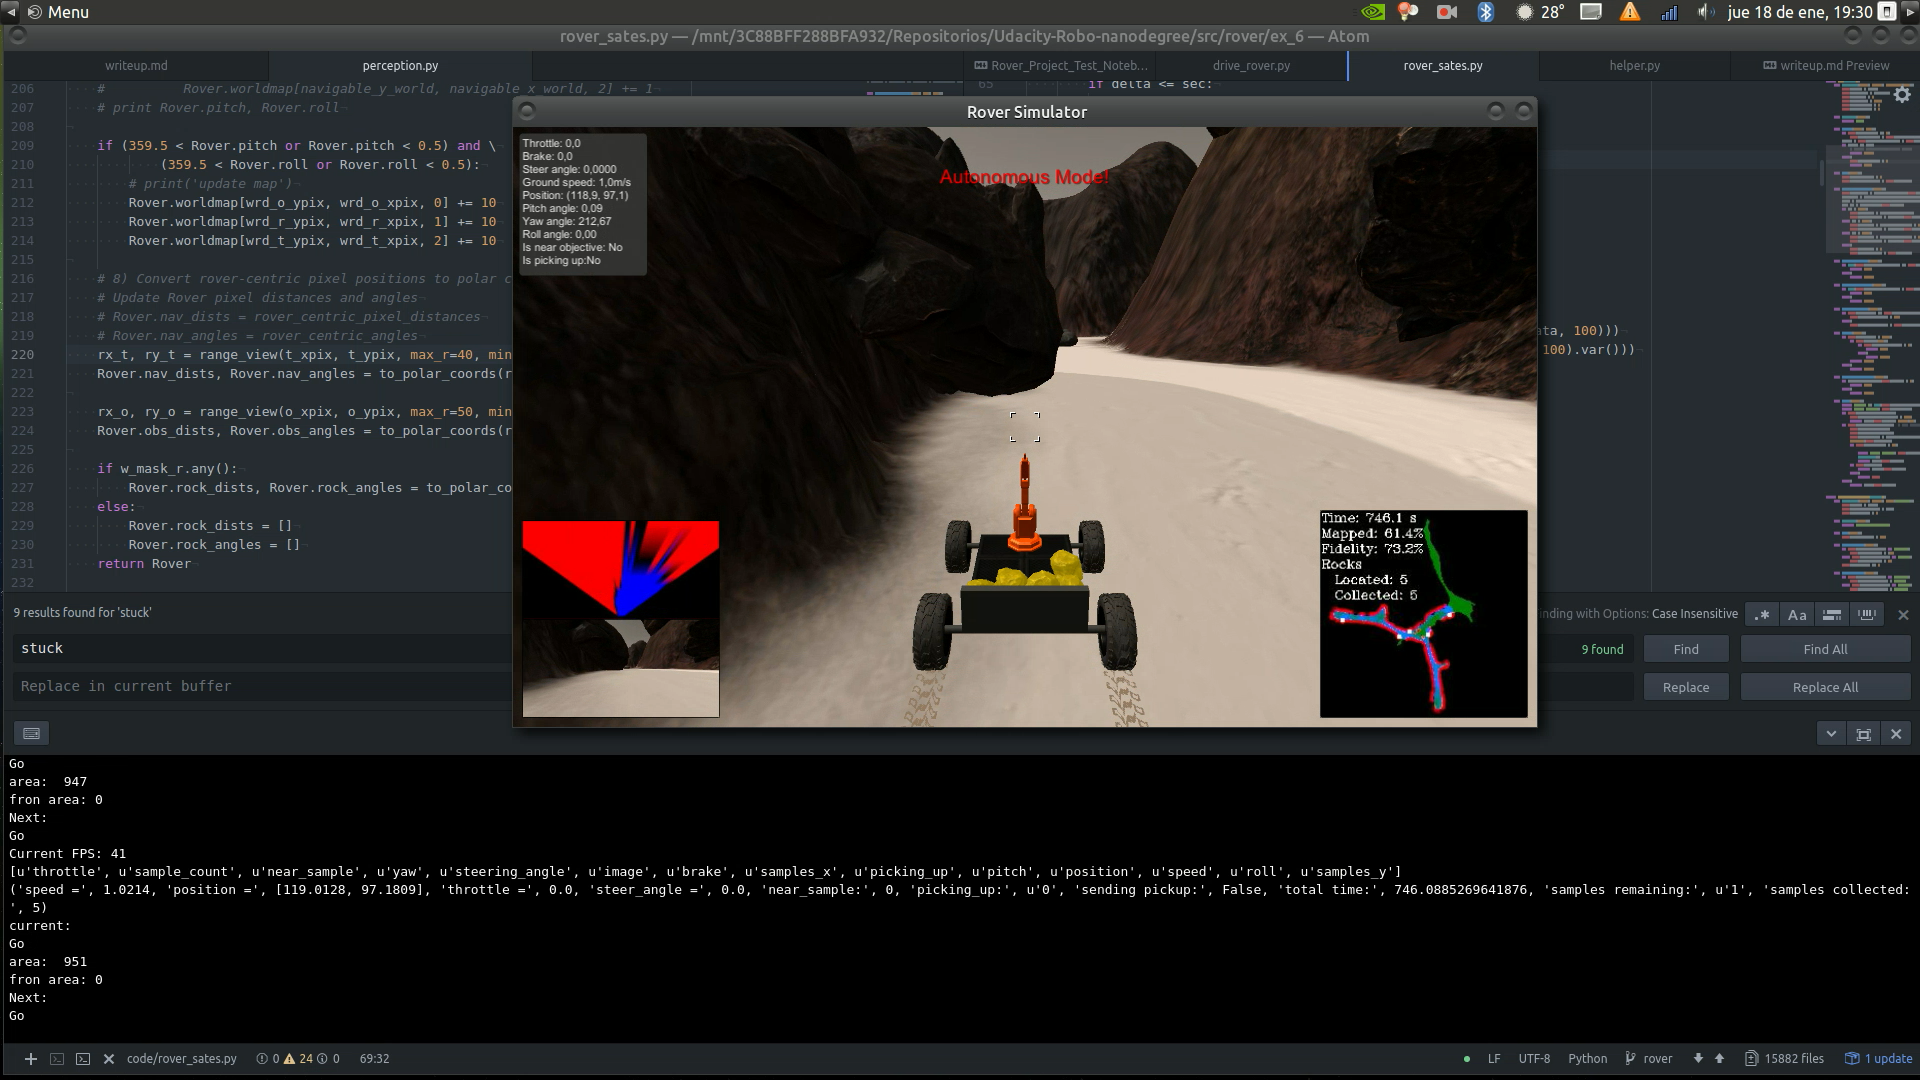 Menu
28°
jue 18 de ene, 19:30
rover_sates.py — /mnt/3C88BFF288BFA932/Repositorios/Udacity-Robo-nanodegree/src/rover/ex_6 — Atom
writeup.md
perception.py
Rover_Project_Test_Noteb...
drive_rover.py
rover_sates.py
helper.py
writeup.md Preview
206 # Rover.worldmap[navigable_y_world, navigable_x_world, 2] += 1
65 if delta <= sec:
207 # print Rover.pitch, Rover.roll
208
209 if (359.5 < Rover.pitch or Rover.pitch < 0.5) and \
210 (359.5 < Rover.roll or Rover.roll < 0.5):
211 # print('update map')
212 Rover.worldmap[wrd_o_ypix, wrd_o_xpix, 0] += 10
213 Rover.worldmap[wrd_r_ypix, wrd_r_xpix, 1] += 10
214 Rover.worldmap[wrd_t_ypix, wrd_t_xpix, 2] += 10
215
216 # 8) Convert rover-centric pixel positions to polar c
217 # Update Rover pixel distances and angles
218 # Rover.nav_dists = rover_centric_pixel_distances
219 # Rover.nav_angles = rover_centric_angles
220 rx_t, ry_t = range_view(t_xpix, t_ypix, max_r=40, min
221 Rover.nav_dists, Rover.nav_angles = to_polar_coords(r
222
223 rx_o, ry_o = range_view(o_xpix, o_ypix, max_r=50, min
224 Rover.obs_dists, Rover.obs_angles = to_polar_coords(r
225
226 if w_mask_r.any():
227 Rover.rock_dists, Rover.rock_angles = to_polar_co
228 else:
229 Rover.rock_dists = []
230 Rover.rock_angles = []
231 return Rover
232
ata, 100)))
100).var()))
Rover Simulator
Throttle: 0,0
Brake: 0,0
Steer angle: 0,0000
Ground speed: 1,0m/s
Position: (118,9, 97,1)
Pitch angle: 0,09
Yaw angle: 212,67
Roll angle: 0,00
Is near objective: No
Is picking up:No
Autonomous Mode!
Time: 746.1 s
Mapped: 61.4%
Fidelity: 73.2%
Rocks
Located: 5
Collected: 5
9 results found for 'stuck'
nding with Options: Case Insensitive
.*
Aa
stuck
9 found
Find
Find All
Replace in current buffer
Replace
Replace All
Go
area:  947
fron area: 0
Next:
Go
Current FPS: 41
[u'throttle', u'sample_count', u'near_sample', u'yaw', u'steering_angle', u'image', u'brake', u'samples_x', u'picking_up', u'pitch', u'position', u'speed', u'roll', u'samples_y']
('speed =', 1.0214, 'position =', [119.0128, 97.1809], 'throttle =', 0.0, 'steer_angle =', 0.0, 'near_sample:', 0, 'picking_up:', u'0', 'sending pickup:', False, 'total time:', 746.0885269641876, 'samples remaining:', u'1', 'samples collected:
', 5)
current:
Go
area:  951
fron area: 0
Next:
Go
code/rover_sates.py
0 24 0
69:32
LF
UTF-8
Python
rover
15882 files
1 update